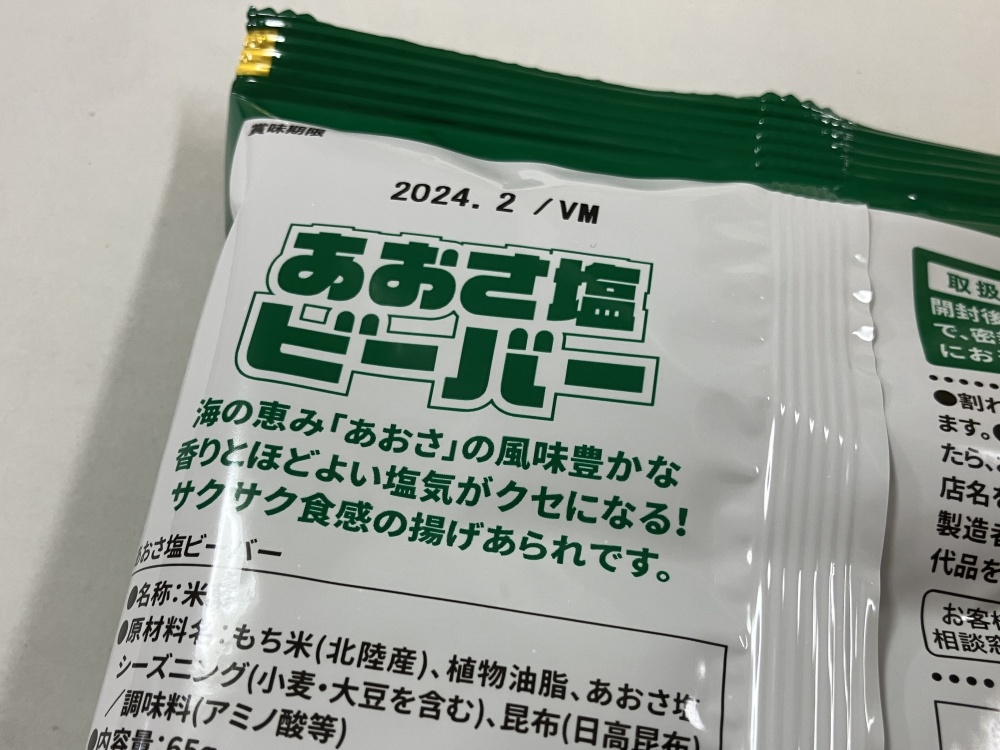 賞味期限
2024. 2 /VM
あおさ塩
ビーバー
海の恵み「あおさ」の風味豊かな
香りとほどよい塩気がクセになる!
サクサク食感の揚げあられです。
あおさ塩ビーバー
●名称:米
●原材料名:もち米(北陸産)、植物油脂、あおさ塩
シーズニング(小麦・大豆を含む)、昆布(日高昆布)
/調味料(アミノ酸等)
●内容量:65g
取扱
開封後
で、密
にお
●割れ
ます。●
たら、
店名を
製造者
代品を
お客様
相談窓